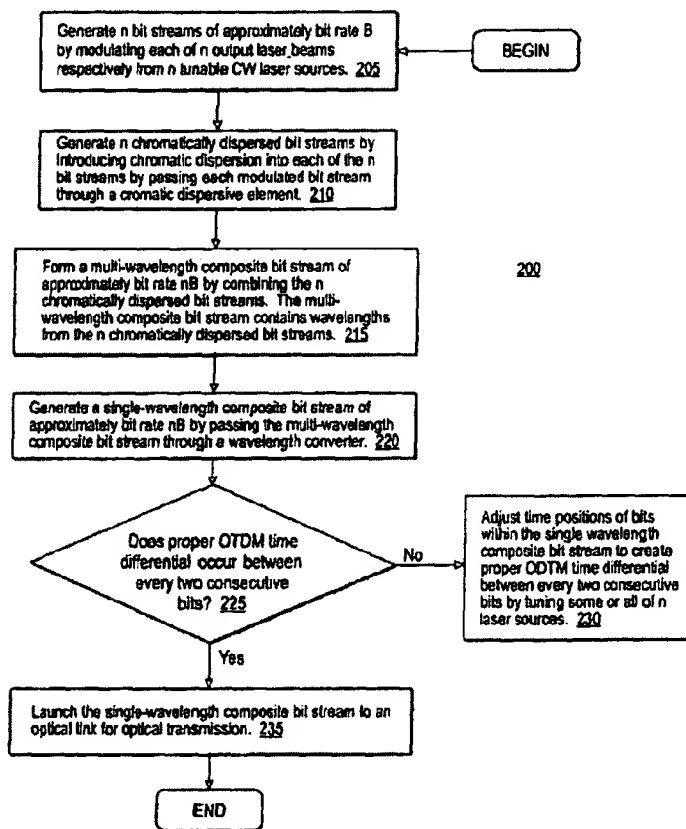 Generate n bit streams of approximately bit rate B
by modulating each of n output laser beams
respectively from n tunable CW laser sources. 205
BEGIN
Generate n chromatically dispersed bit streams by
Introducing chromatic dispersion into each of the n
bit streams by passing each modulated bit stream
through a cromatic dispersive element. 210
Form a multi-wavelength composite bit stream of
approximately bit rate nB by combining the n
chromatically dispersed bit streams. The multi-
wavelength composite bit stream contains wavelengths
from the n chromatically dispersed bit streams. 215
200
Generate a single-wavelength composite bit stream of
approximately bit rate nB by passing the multi-wavelength
composite bit stream through a wavelength converter. 220
Does proper OTDM time
differential occur between
every two consecutive
bits? 225
No
Adjust time positions of bits
within the single wavelength
composite bit stream to create
proper ODTM time differential
between every two consecutive
bits by tuning some or all of n
laser sources. 230
Yes
Launch the single-wavelength composite bit stream to an
optical link for optical transmission. 235
END